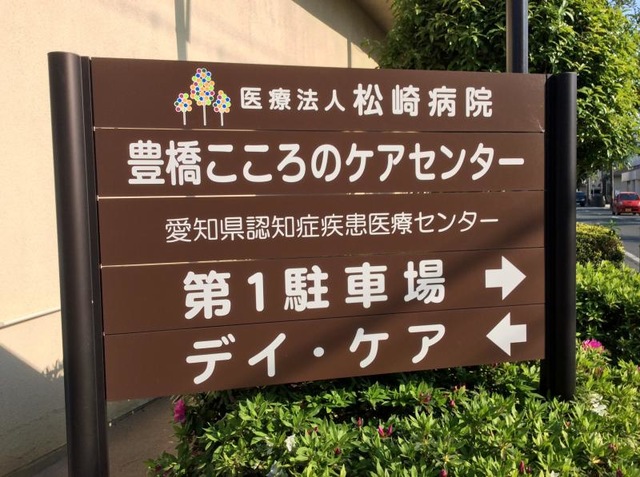 医療法人 松崎病院
豊橋こころのケアセンター
愛知県認知症疾患医療センター
第1駐車場 →
デイ・ケア ←